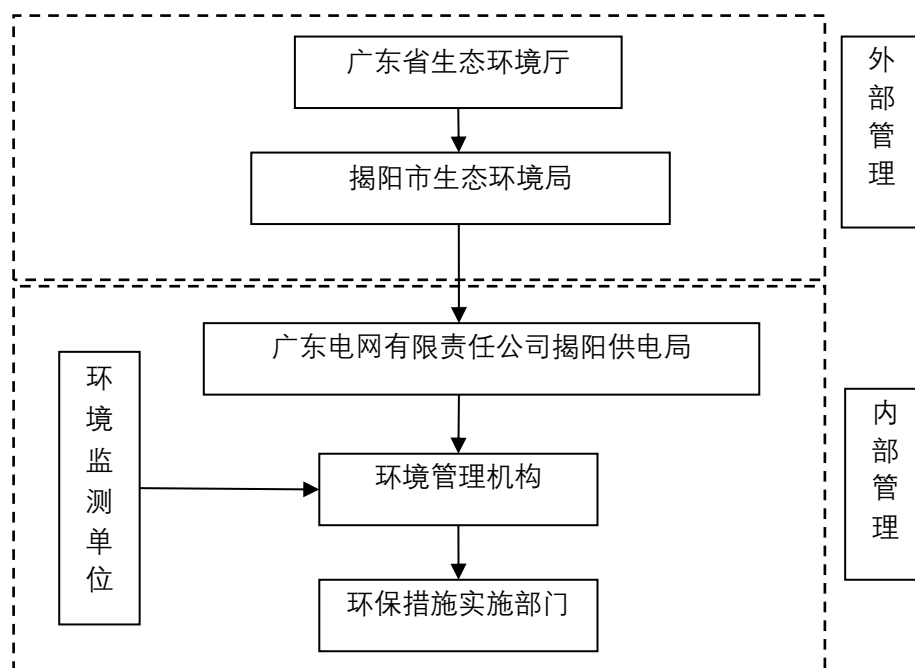 广东省生态环境厅
揭阳市生态环境局
外部管理
广东电网有限责任公司揭阳供电局
环境监测单位
环境管理机构
内部管理
环保措施实施部门